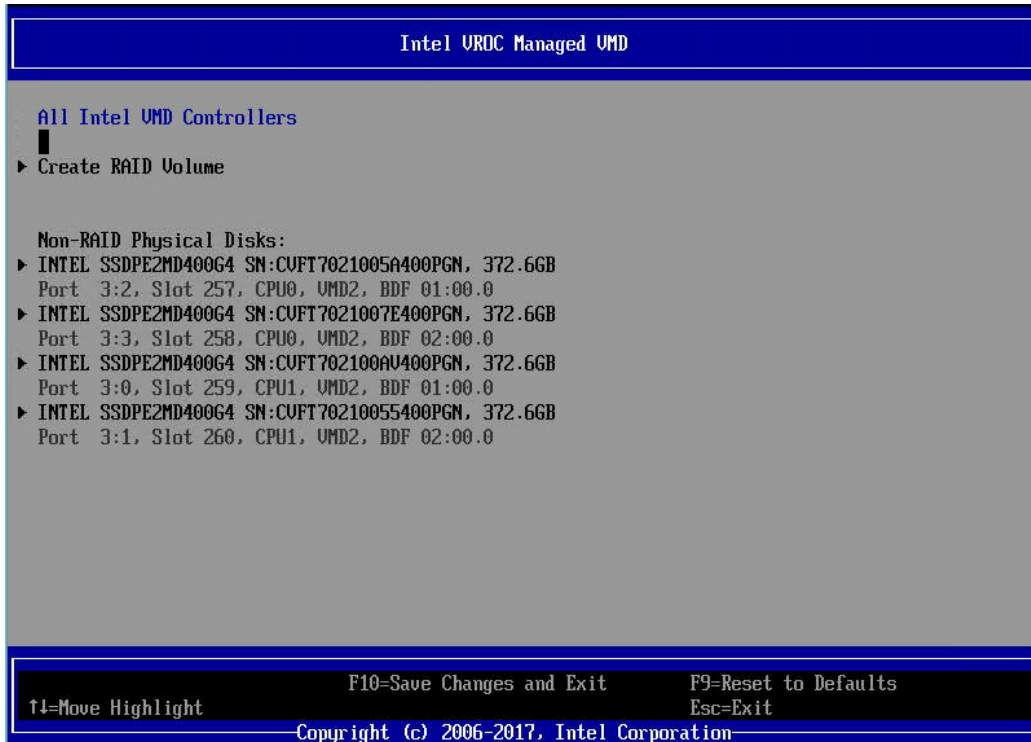 Intel VROC Managed VMD
All Intel VMD Controllers
Create RAID Volume
Non-RAID Physical Disks:
INTEL SSDPE2MD400G4 SN:CVFT7021005A400PGN, 372.6GB
Port 3:2, Slot 257, CPU0, VMD2, BDF 01:00.0
INTEL SSDPE2MD400G4 SN:CVFT7021007E400PGN, 372.6GB
Port 3:3, Slot 258, CPU0, VMD2, BDF 02:00.0
INTEL SSDPE2MD400G4 SN:CVFT702100AV400PGN, 372.6GB
Port 3:0, Slot 259, CPU1, VMD2, BDF 01:00.0
INTEL SSDPE2MD400G4 SN:CVFT70210055400PGN, 372.6GB
Port 3:1, Slot 260, CPU1, VMD2, BDF 02:00.0
F10=Save Changes and Exit F9=Reset to Defaults
↑↓=Move Highlight Esc=Exit
Copyright (c) 2006-2017, Intel Corporation